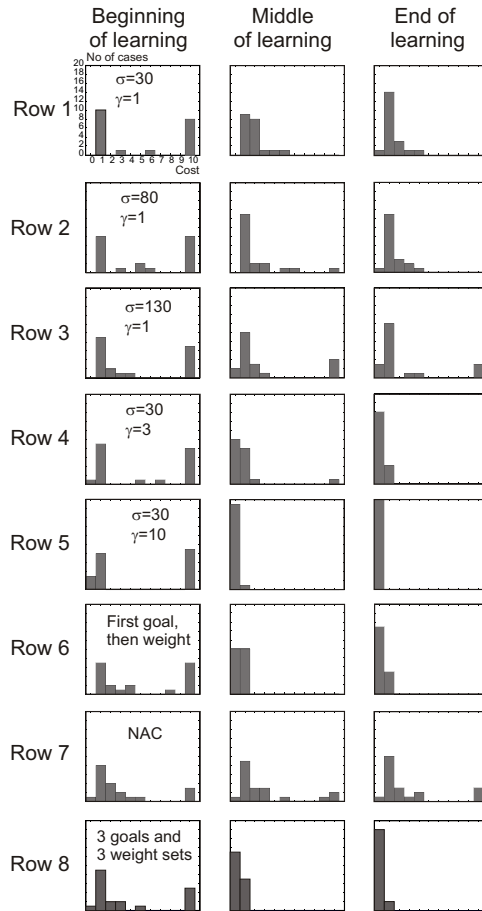 Beginning
of learning
Middle
of learning
End of
learning
No of cases
20
18
16
14
12
10
8
6
4
2
0
0 1 2 3 4 5 6 7 8 9 10
Cost
Row 1
σ=30
γ=1
Row 2
σ=80
γ=1
Row 3
σ=130
γ=1
Row 4
σ=30
γ=3
Row 5
σ=30
γ=10
Row 6
First goal,
then weight
Row 7
NAC
Row 8
3 goals and
3 weight sets